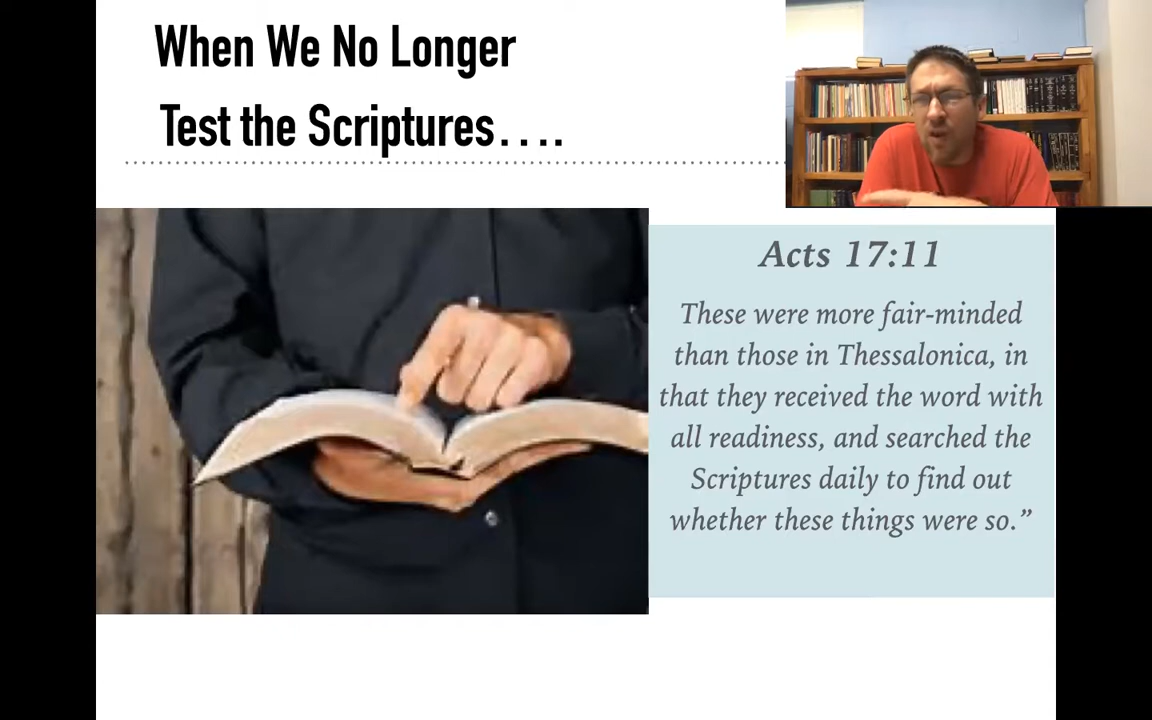 When We No Longer
Test the Scriptures....
Acts 17:11
These were more fair-minded
than those in Thessalonica, in
that they received the word with
all readiness, and searched the
Scriptures daily to find out
whether these things were so.”